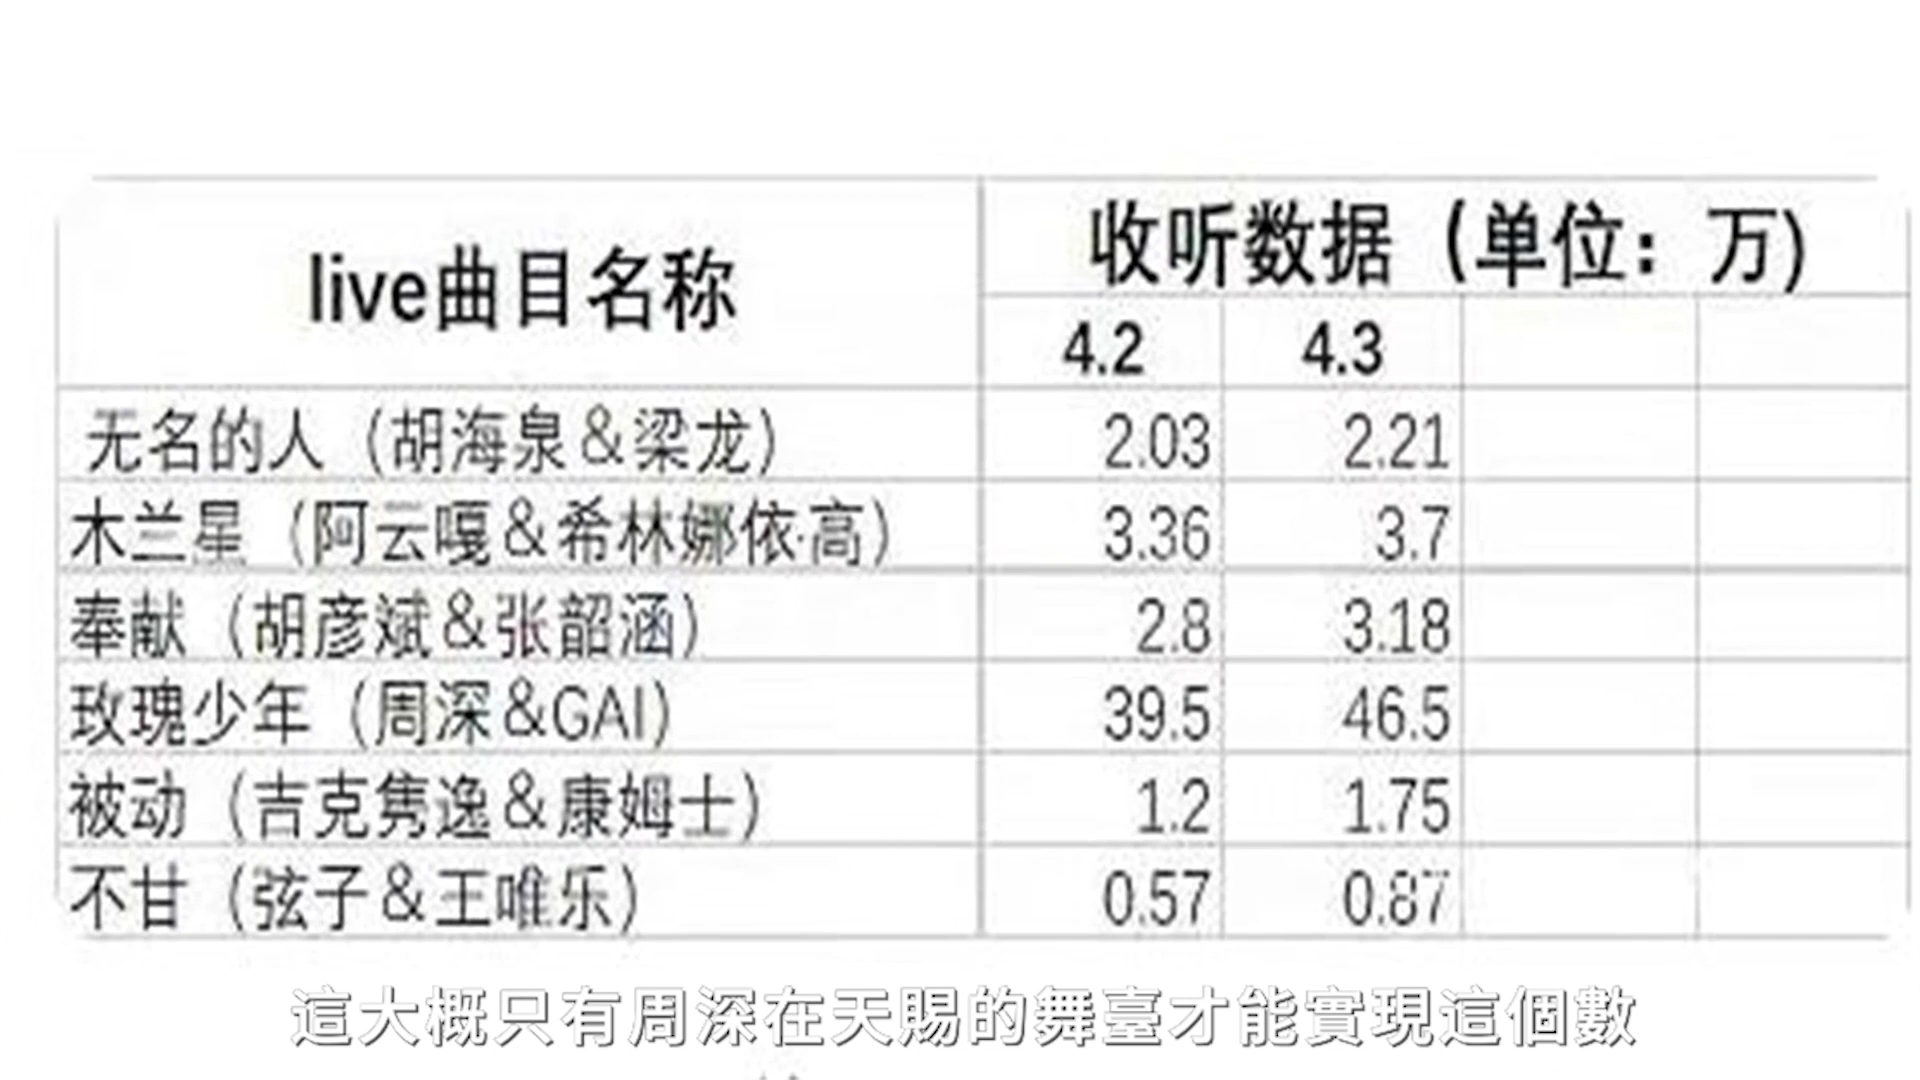 live曲目名称
收听数据（单位：万)
4.2 4.3
无名的人（胡海泉&梁龙） 2.03 2.21
木兰星（阿云嘎&希林娜依·高） 3.36 3.7
奉献（胡彦斌&张韶涵） 2.8 3.18
玫瑰少年（周深&GAI） 39.5 46.5
被动（吉克隽逸&康姆士） 1.2 1.75
不甘（弦子&王唯乐） 0.57 0.87
這大概只有周深在天賜的舞臺才能實現這個數